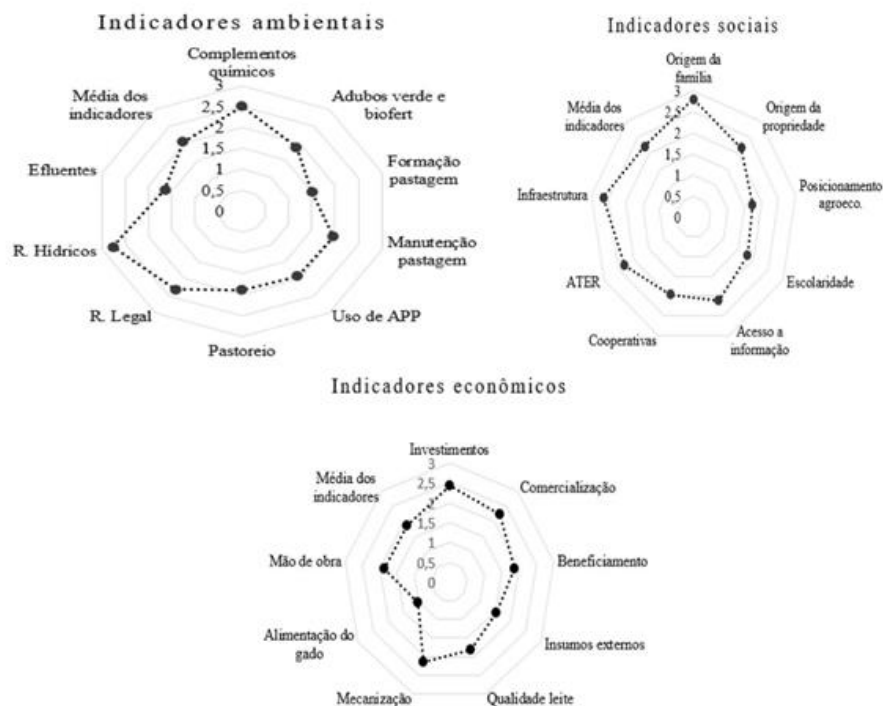 Indicadores ambientais
Complementos
químicos
3
2,5
2
1,5
1
0,5
0
Adubos verde e
biofert
Formação
pastagem
Manutenção
pastagem
Uso de APP
Pastoreio
R. Legal
R. Hídricos
Efluentes
Média dos
indicadores
Indicadores sociais
Origem da
família
3
2,5
2
1,5
1
0,5
0
Origem da
propriedade
Posicionamento
agroeco.
Escolaridade
Acesso a
informação
Cooperativas
ATER
Infraestrutura
Média dos
indicadores
Indicadores econômicos
Investimentos
3
2,5
2
1,5
1
0,5
0
Comercialização
Beneficiamento
Insumos externos
Qualidade leite
Mecanização
Alimentação do
gado
Mão de obra
Média dos
indicadores